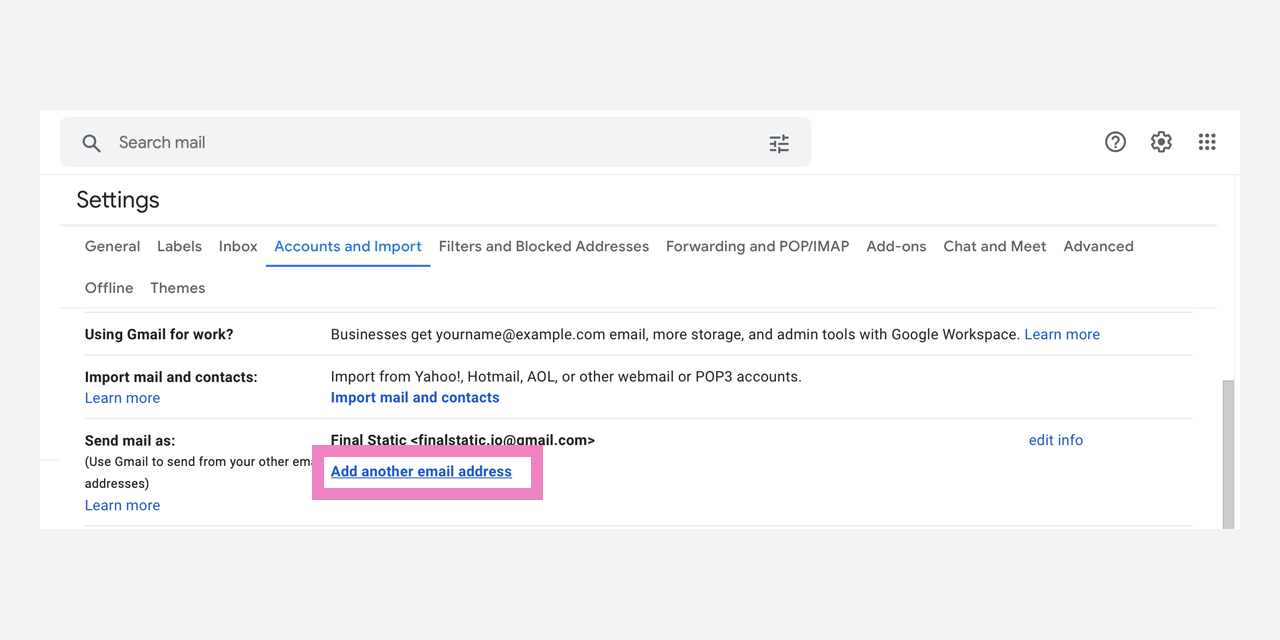 Search mail
Settings
General Labels Inbox Accounts and Import Filters and Blocked Addresses Forwarding and POP/IMAP Add-ons Chat and Meet Advanced
Offline Themes
Using Gmail for work? Businesses get yourname@example.com email, more storage, and admin tools with Google Workspace. Learn more
Import mail and contacts: Import from Yahoo!, Hotmail, AOL, or other webmail or POP3 accounts.
Learn more Import mail and contacts
Send mail as: Final Static <finalstatic.io@gmail.com> edit info
(Use Gmail to send from your other
addresses) Add another email address
Learn more